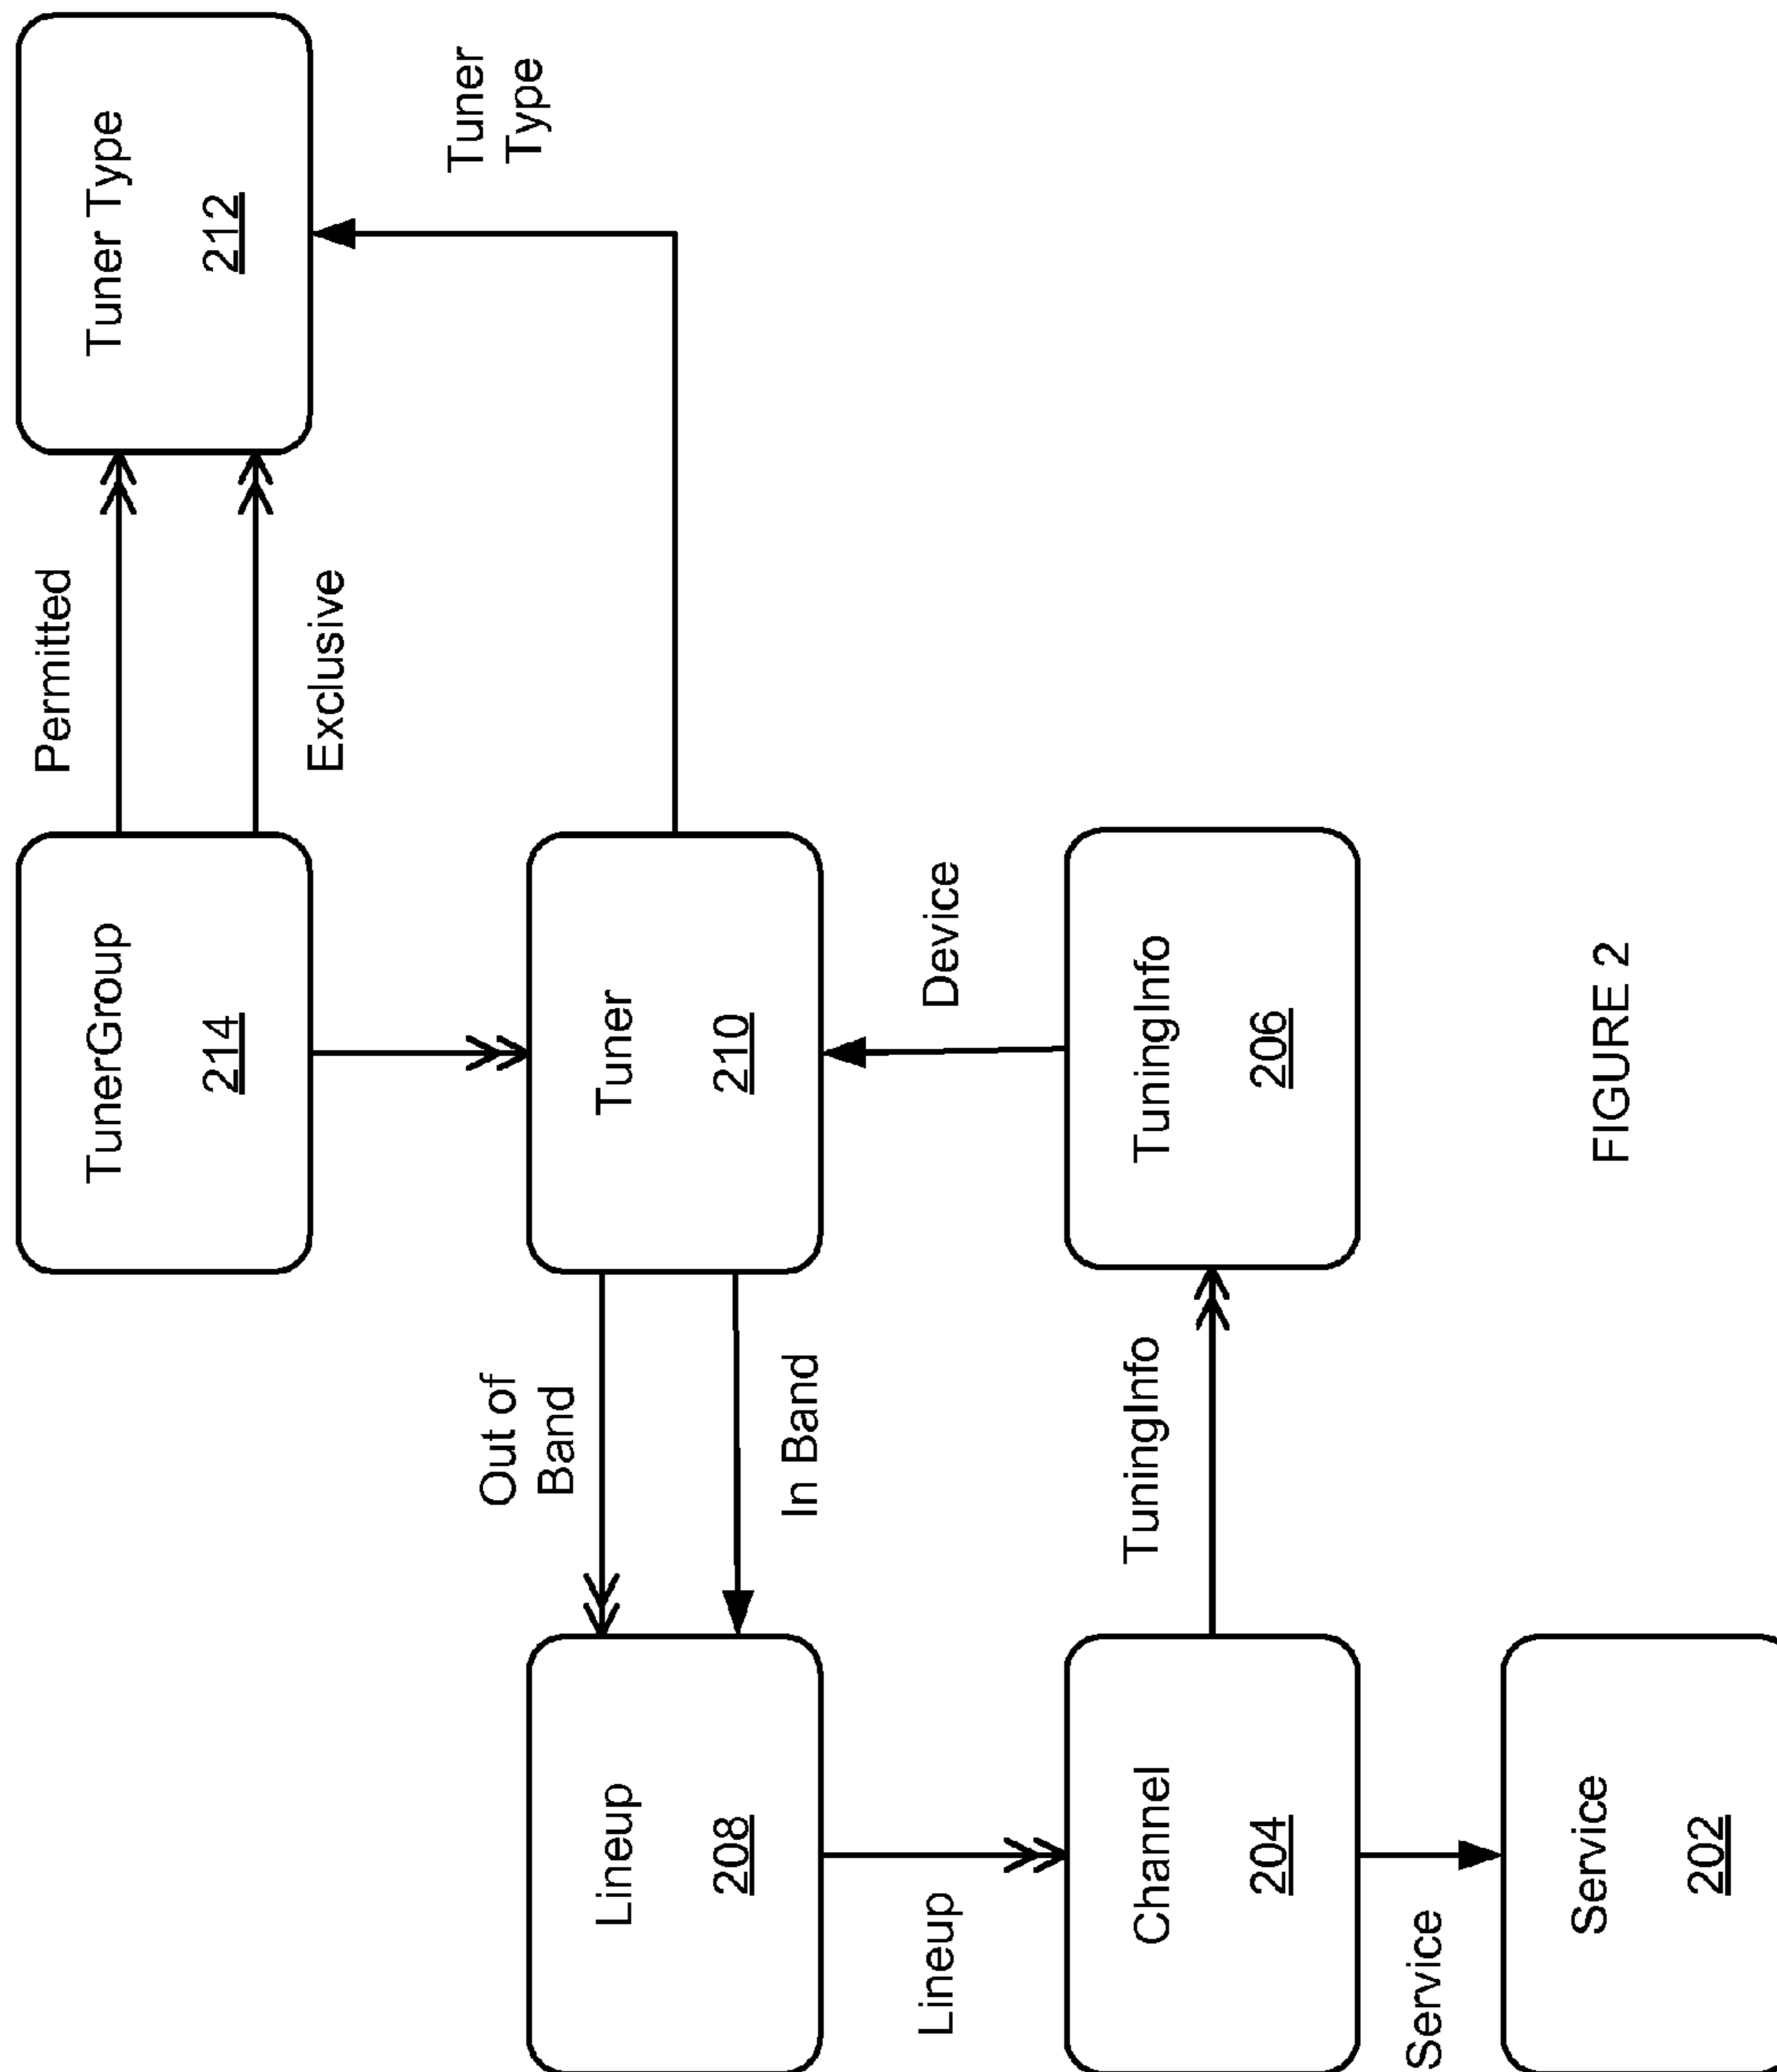 Permitted
TunerGroup
214
Tuner Type
212
Exclusive
Tuner
Type
Out of
Band
Lineup
208
Tuner
210
In Band
Lineup
Device
Channel
204
TuningInfo
TuningInfo
206
Service
Service
202
FIGURE 2